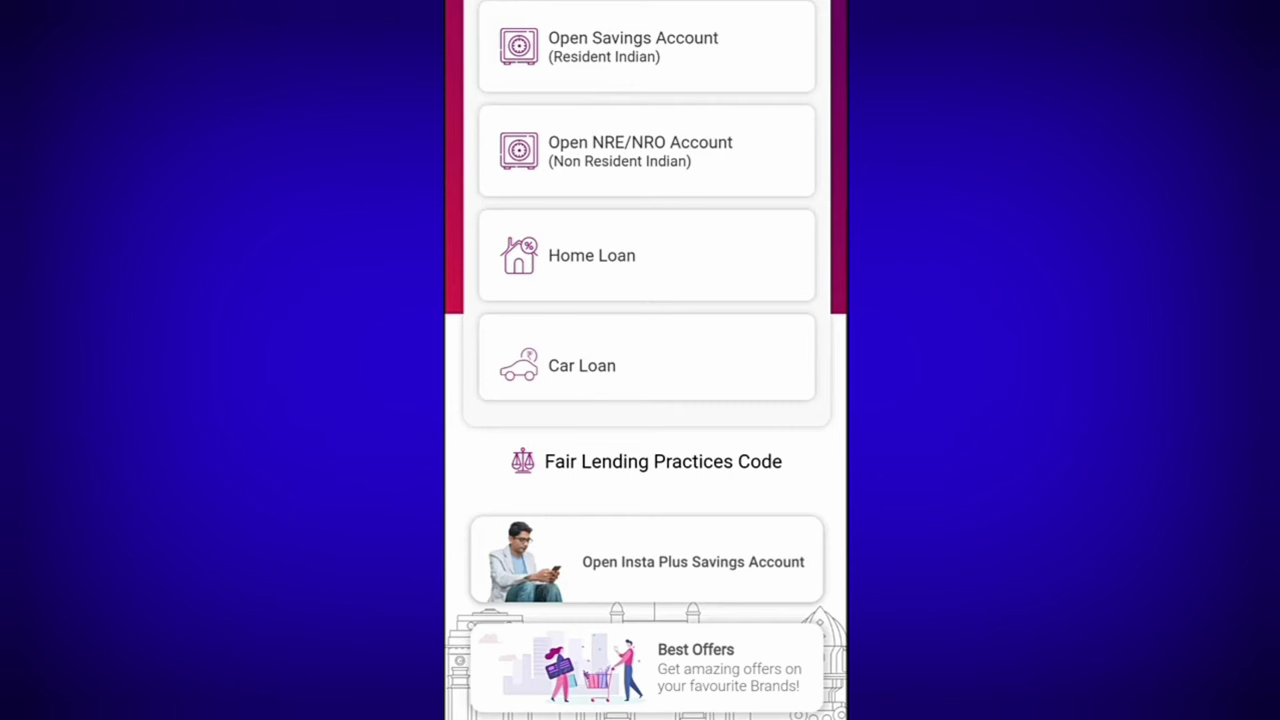 Open Savings Account
(Resident Indian)
Open NRE/NRO Account
(Non Resident Indian)
Home Loan
Car Loan
Fair Lending Practices Code
Open Insta Plus Savings Account
Best Offers
Get amazing offers on
your favourite Brands!